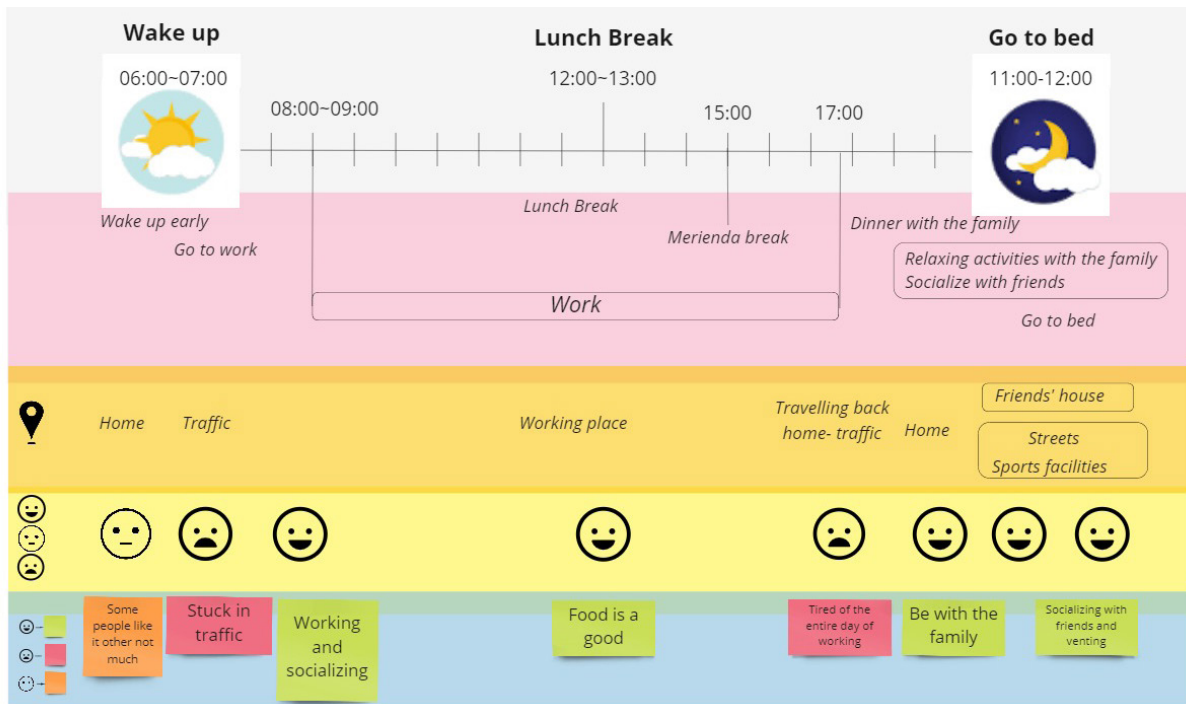 Wake up
Lunch Break
Go to bed
06:00~07:00
12:00~13:00
11:00-12:00
08:00~09:00
15:00
17:00
Wake up early
Lunch Break
Dinner with the family
Go to work
Merienda break
Relaxing activities with the family
Socialize with friends
Work
Go to bed
Home
Traffic
Working place
Travelling back
home- traffic
Home
Friends' house
Streets
Sports facilities
Some
people like
it other not
much
Stuck in
traffic
Working
and
socializing
Food is a
good
Tired of the
entire day of
working
Be with the
family
Socializing with
friends and
venting